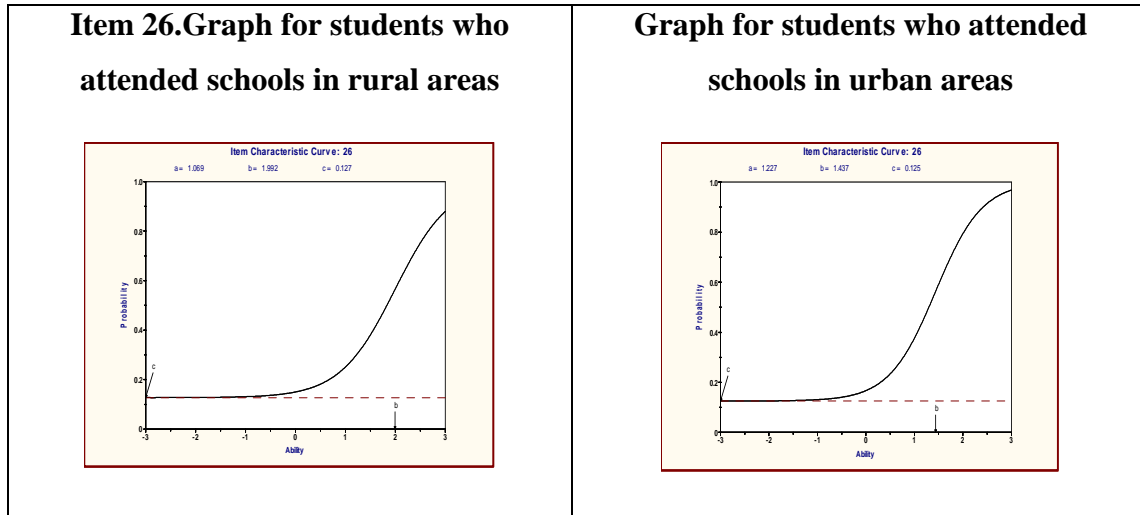 Item 26.Graph for students who
attended schools in rural areas
Item Characteristic Curve: 26
a = 1.069 b = 1.992 c = 0.127
1.0
0.8
0.6
0.4
0.2
0
Probability
c
b
-3 -2 -1 0 1 2 3
Ability
Graph for students who attended
schools in urban areas
Item Characteristic Curve: 26
a = 1.227 b = 1.437 c = 0.125
1.0
0.8
0.6
0.4
0.2
0
Probability
c
b
-3 -2 -1 0 1 2 3
Ability